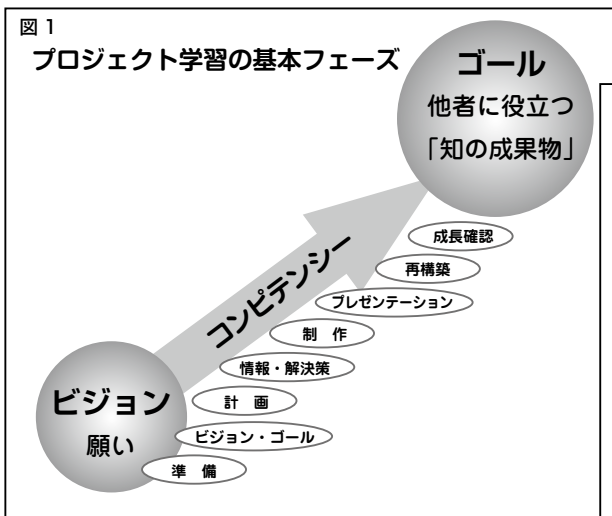 図 1
プロジェクト学習の基本フェーズ
ゴール
他者に役立つ
「知の成果物」
成長確認
再構築
プレゼンテーション
制　作
情報・解決策
計　画
ビジョン・ゴール
準　備
コンピテンシー
ビジョン
願い